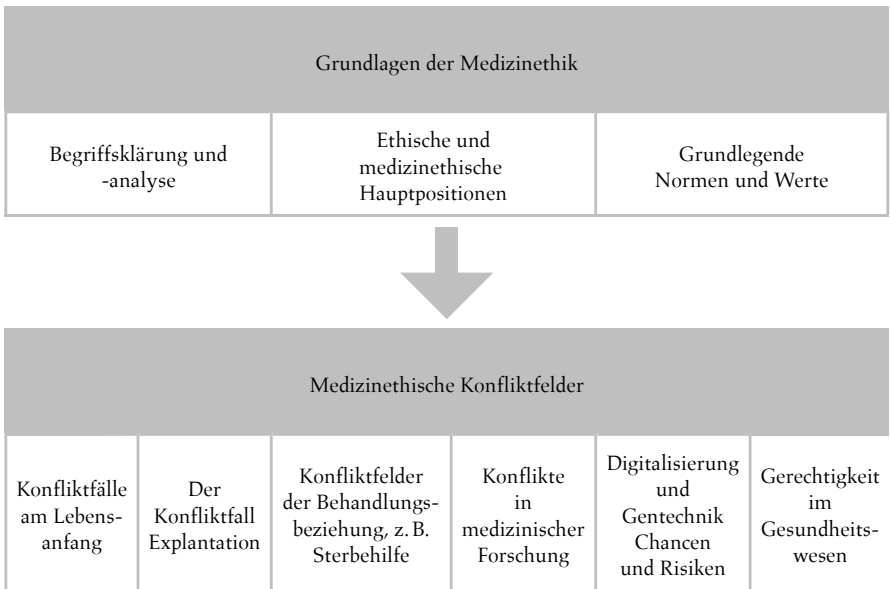 Grundlagen der Medizinethik
Begriffsklärung und
-analyse
Ethische und
medizinethische
Hauptpositionen
Grundlegende
Normen und Werte
Medizinethische Konfliktfelder
Konfliktfälle
am Lebens-
anfang
Der
Konfliktfall
Explantation
Konfliktfelder
der Behandlungs-
beziehung, z. B.
Sterbehilfe
Konflikte
in
medizinischer
Forschung
Digitalisierung
und
Gentechnik
Chancen
und Risiken
Gerechtigkeit
im
Gesundheits-
wesen